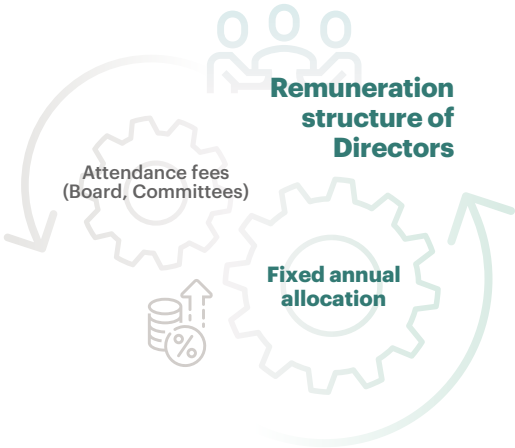 Remuneration
structure of
Directors
Attendance fees
(Board, Committees)
Fixed annual
allocation
%